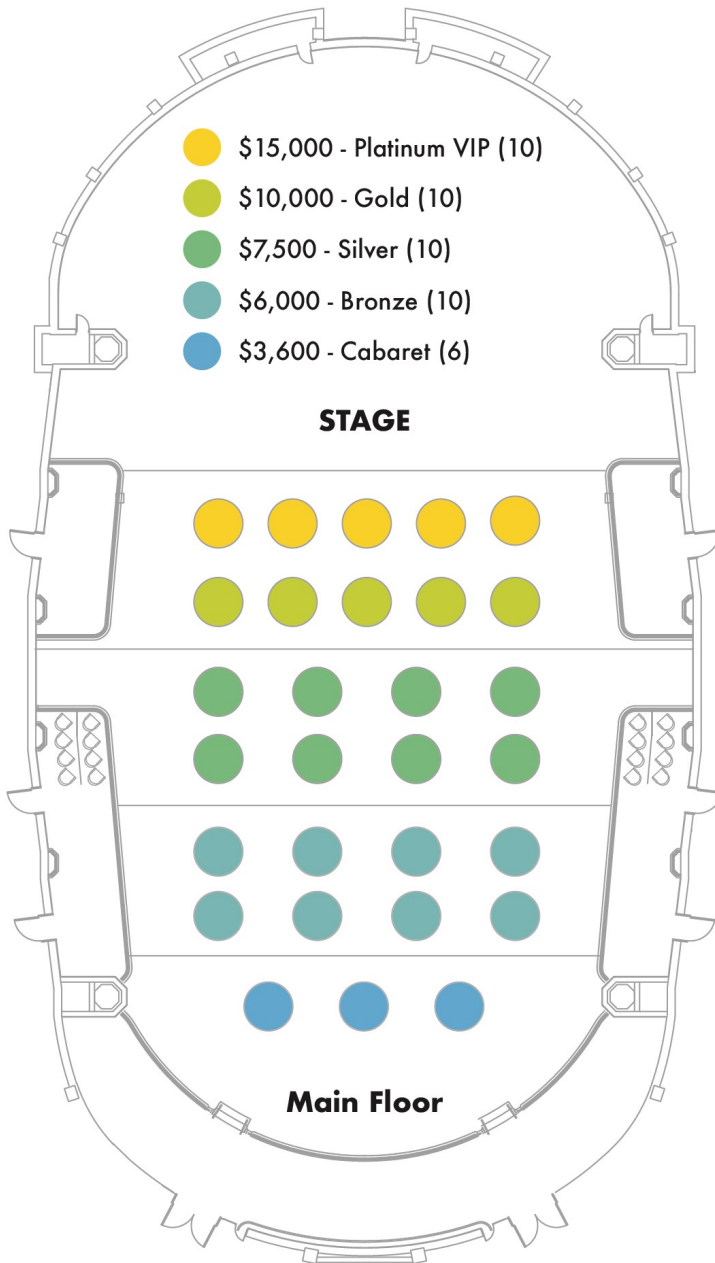 $15,000 - Platinum VIP (10)
$10,000 - Gold (10)
$7,500 - Silver (10)
$6,000 - Bronze (10)
$3,600 - Cabaret (6)
STAGE
Main Floor